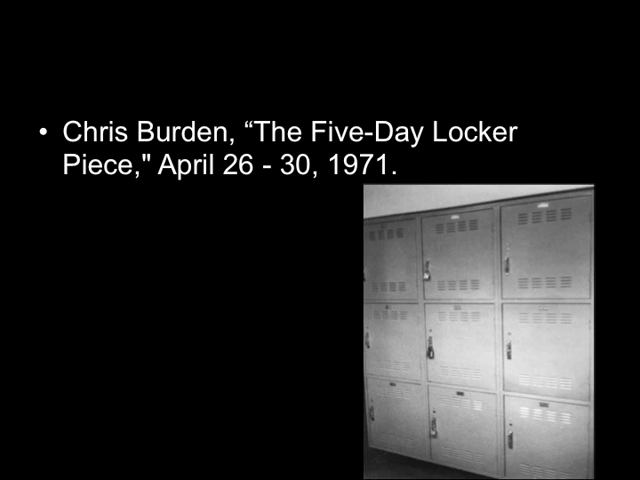 • Chris Burden, “The Five-Day Locker
Piece," April 26 - 30, 1971.